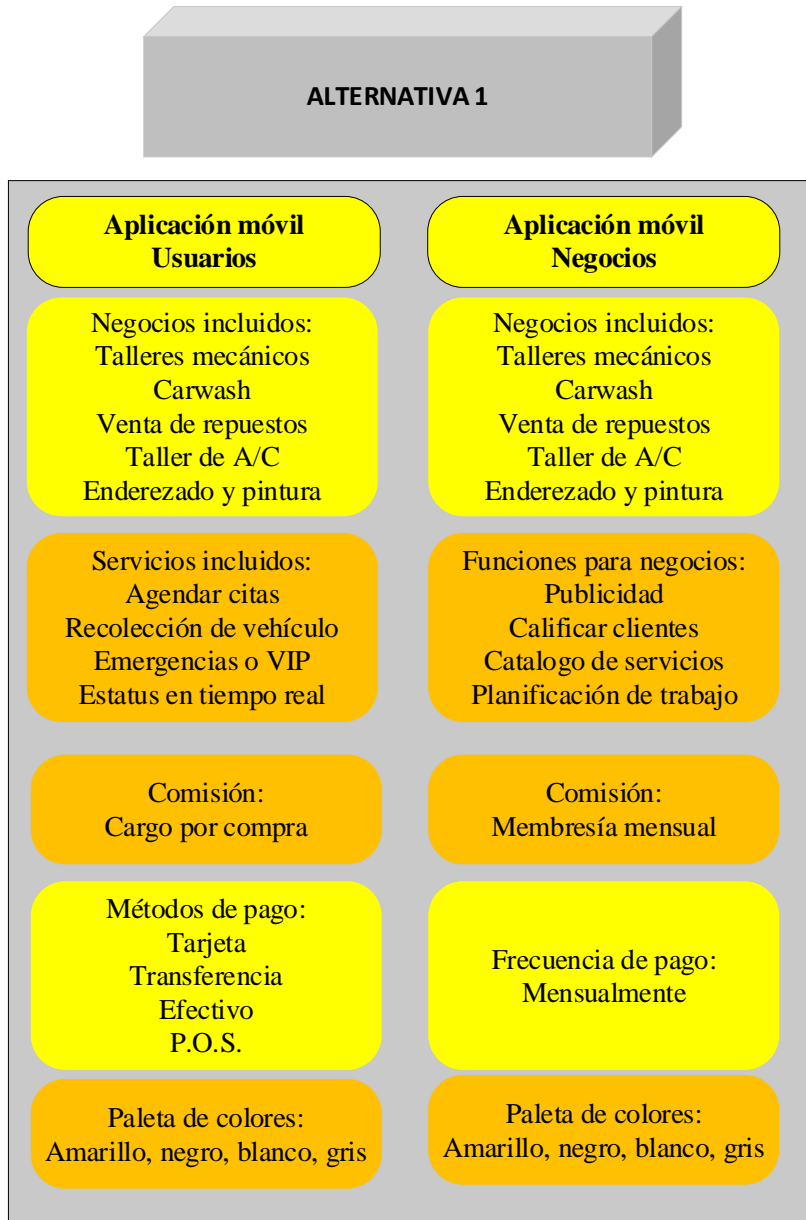 ALTERNATIVA 1
Aplicación móvil
Usuarios
Negocios incluidos:
Talleres mecánicos
Carwash
Venta de repuestos
Taller de A/C
Enderezado y pintura
Servicios incluidos:
Agendar citas
Recolección de vehículo
Emergencias o VIP
Estatus en tiempo real
Comisión:
Cargo por compra
Métodos de pago:
Tarjeta
Transferencia
Efectivo
P.O.S.
Paleta de colores:
Amarillo, negro, blanco, gris
Aplicación móvil
Negocios
Negocios incluidos:
Talleres mecánicos
Carwash
Venta de repuestos
Taller de A/C
Enderezado y pintura
Funciones para negocios:
Publicidad
Calificar clientes
Catalogo de servicios
Planificación de trabajo
Comisión:
Membresía mensual
Frecuencia de pago:
Mensualmente
Paleta de colores:
Amarillo, negro, blanco, gris